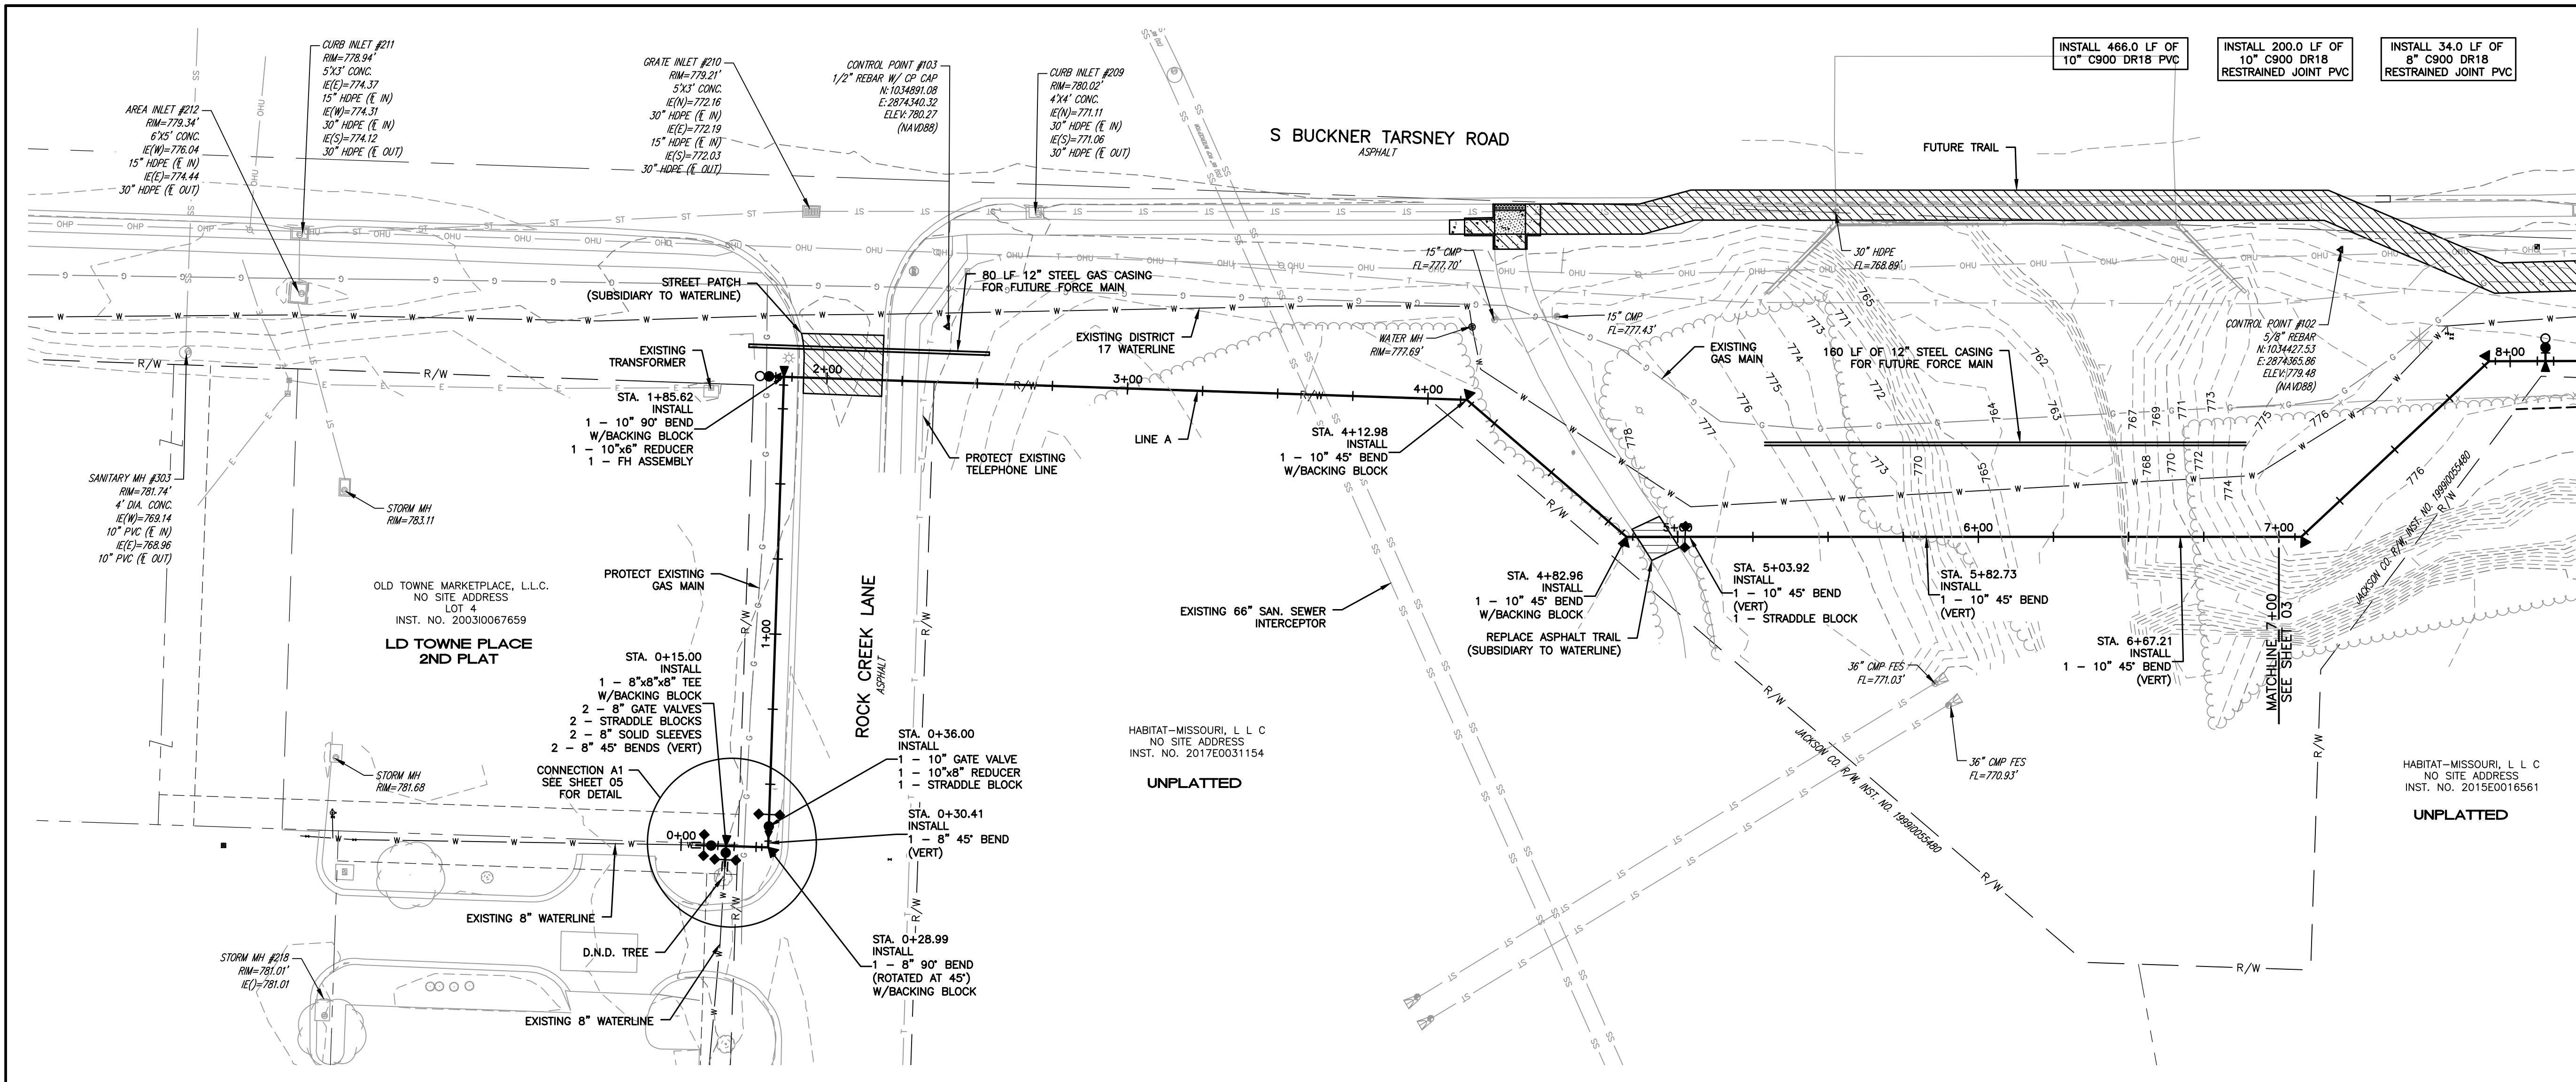 INSTALL 466.0 LF OF
10" C900 DR18 PVC
INSTALL 200.0 LF OF
10" C900 DR18
RESTRAINED JOINT PVC
INSTALL 34.0 LF OF
8" C900 DR18
RESTRAINED JOINT PVC
CURB INLET #211
RIM=778.94'
5'X3' CONC.
IE(E)=774.37
15" HDPE (℄ IN)
IE(W)=774.31
30" HDPE (℄ IN)
IE(S)=774.12
30" HDPE (℄ OUT)
AREA INLET #212
RIM=779.34'
6'X5' CONC.
IE(W)=776.04
15" HDPE (℄ IN)
IE(E)=774.44
30" HDPE (℄ OUT)
GRATE INLET #210
RIM=779.21'
5'X3' CONC.
IE(N)=772.16
30" HDPE (℄ IN)
IE(E)=772.19
15" HDPE (℄ IN)
IE(S)=772.03
30" HDPE (℄ OUT)
CONTROL POINT #103
1/2" REBAR W/ CP CAP
N:1034891.08
E:2874340.32
ELEV:780.27
(NAVD88)
CURB INLET #209
RIM=780.02'
4'X4' CONC.
IE(N)=771.11
30" HDPE (℄ IN)
IE(S)=771.06
30" HDPE (℄ OUT)
S BUCKNER TARSNEY ROAD
ASPHALT
FUTURE TRAIL
15" CMP
FL=777.70'
30" HDPE
FL=768.89'
STREET PATCH
(SUBSIDIARY TO WATERLINE)
80 LF 12" STEEL GAS CASING
FOR FUTURE FORCE MAIN
EXISTING DISTRICT
17 WATERLINE
WATER MH
RIM=777.69'
15" CMP
FL=777.43'
EXISTING
GAS MAIN
160 LF OF 12" STEEL CASING
FOR FUTURE FORCE MAIN
CONTROL POINT #102
5/8" REBAR
N:1034427.53
E:2874365.86
ELEV:779.48
(NAVD88)
EXISTING
TRANSFORMER
STA. 1+85.62
INSTALL
1 - 10" 90° BEND
W/BACKING BLOCK
1 - 10"x6" REDUCER
1 - FH ASSEMBLY
2+00
3+00
4+00
5+00
6+00
7+00
8+00
LINE A
PROTECT EXISTING
TELEPHONE LINE
STA. 4+12.98
INSTALL
1 - 10" 45° BEND
W/BACKING BLOCK
SANITARY MH #303
RIM=781.74'
4' DIA. CONC.
IE(W)=769.14
10" PVC (℄ IN)
IE(E)=768.96
10" PVC (℄ OUT)
STORM MH
RIM=783.11
PROTECT EXISTING
GAS MAIN
OLD TOWNE MARKETPLACE, L.L.C.
NO SITE ADDRESS
LOT 4
INST. NO. 2003I0067659
LD TOWNE PLACE
2ND PLAT
1+00
ROCK CREEK LANE
ASPHALT
EXISTING 66" SAN. SEWER
INTERCEPTOR
STA. 4+82.96
INSTALL
1 - 10" 45° BEND
W/BACKING BLOCK
REPLACE ASPHALT TRAIL
(SUBSIDIARY TO WATERLINE)
STA. 5+03.92
INSTALL
1 - 10" 45° BEND
(VERT)
1 - STRADDLE BLOCK
STA. 5+82.73
INSTALL
1 - 10" 45° BEND
(VERT)
STA. 6+67.21
INSTALL
1 - 10" 45° BEND
(VERT)
MATCHLINE 7+00
SEE SHEET 03
36" CMP FES
FL=771.03'
36" CMP FES
FL=770.93'
JACKSON CO. R/W, INST. NO. 1999I0055480
JACKSON CO. R/W, INST. NO. 1999I0055480
STA. 0+15.00
INSTALL
1 - 8"x8"x8" TEE
W/BACKING BLOCK
2 - 8" GATE VALVES
2 - STRADDLE BLOCKS
2 - 8" SOLID SLEEVES
2 - 8" 45° BENDS (VERT)
CONNECTION A1
SEE SHEET 05
FOR DETAIL
STA. 0+36.00
INSTALL
1 - 10" GATE VALVE
1 - 10"x8" REDUCER
1 - STRADDLE BLOCK
STA. 0+30.41
INSTALL
1 - 8" 45° BEND
(VERT)
HABITAT-MISSOURI, L L C
NO SITE ADDRESS
INST. NO. 2017E0031154
UNPLATTED
HABITAT-MISSOURI, L L C
NO SITE ADDRESS
INST. NO. 2015E0016561
UNPLATTED
STORM MH
RIM=781.68
0+00
EXISTING 8" WATERLINE
D.N.D. TREE
STA. 0+28.99
INSTALL
1 - 8" 90° BEND
(ROTATED AT 45°)
W/BACKING BLOCK
STORM MH #218
RIM=781.01'
IE()=781.01
EXISTING 8" WATERLINE